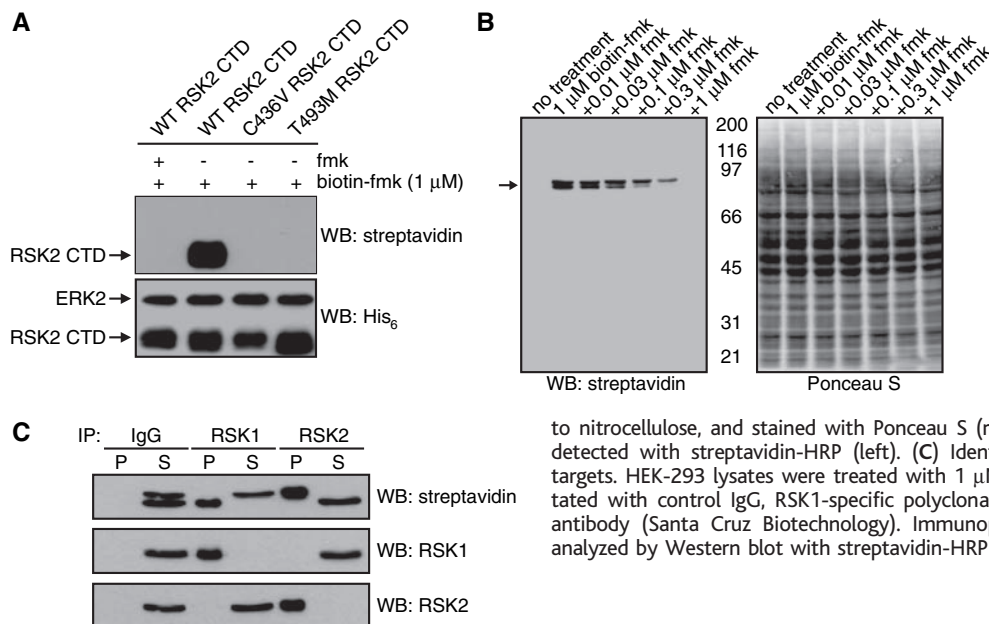 A
WT RSK2 CTD
WT RSK2 CTD
C436V RSK2 CTD
T493M RSK2 CTD
+ - - - fmk
+ + + + biotin-fmk (1 μM)
RSK2 CTD
WB: streptavidin
ERK2
RSK2 CTD
WB: His6
B
no treatment
1 μM biotin-fmk
+0.01 μM fmk
+0.03 μM fmk
+0.1 μM fmk
+0.3 μM fmk
+1 μM fmk
no treatment
1 μM biotin-fmk
+0.01 μM fmk
+0.03 μM fmk
+0.1 μM fmk
+0.3 μM fmk
+1 μM fmk
200
116
97
66
45
31
21
WB: streptavidin
Ponceau S
C
IP: IgG RSK1 RSK2
P S P S P S
WB: streptavidin
WB: RSK1
WB: RSK2
to nitrocellulose, and stained with Ponceau S
detected with streptavidin-HRP (left). (C)
targets. HEK-293 lysates were treated with 1
tated with control IgG, RSK1-specific
antibody (Santa Cruz Biotechnology).
analyzed by Western blot with streptavidin-HRP